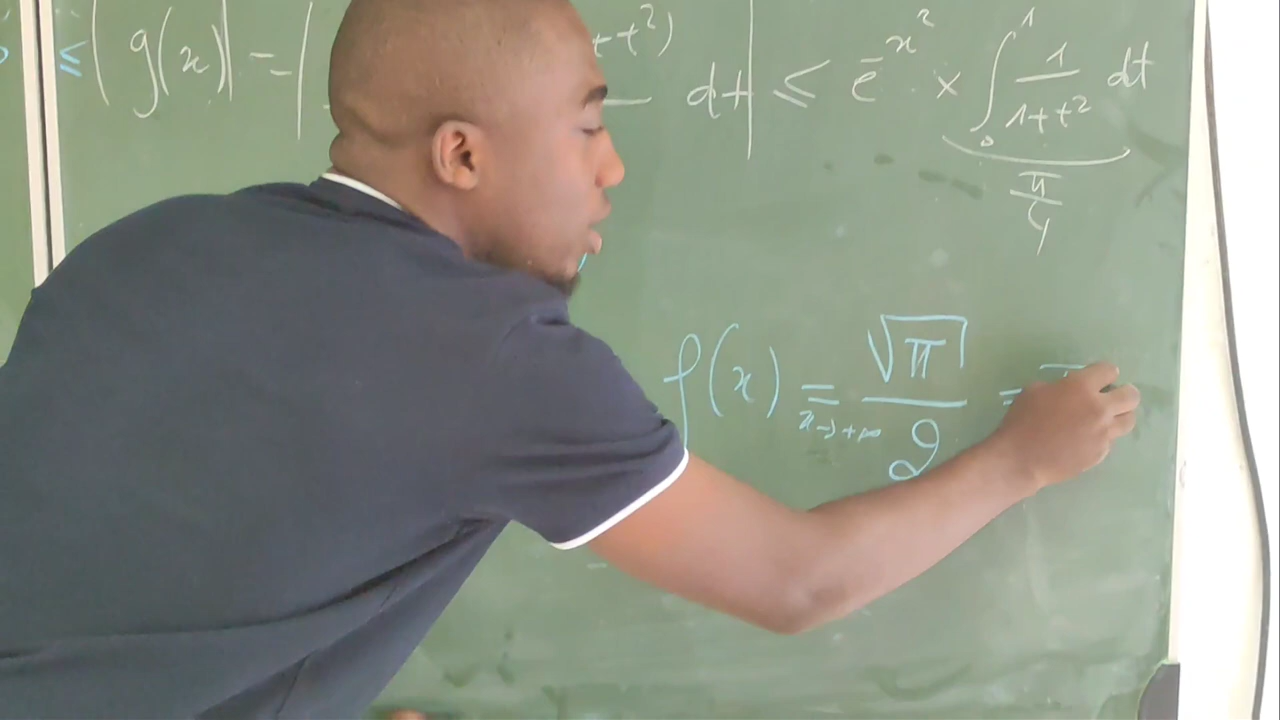 ≤ | g(x) | = | +t²) dt | ≤ e^-x² × ∫₀¹ 1/(1+t²) dt
π/4
f(x) =_{x→+∞} √π/2 =